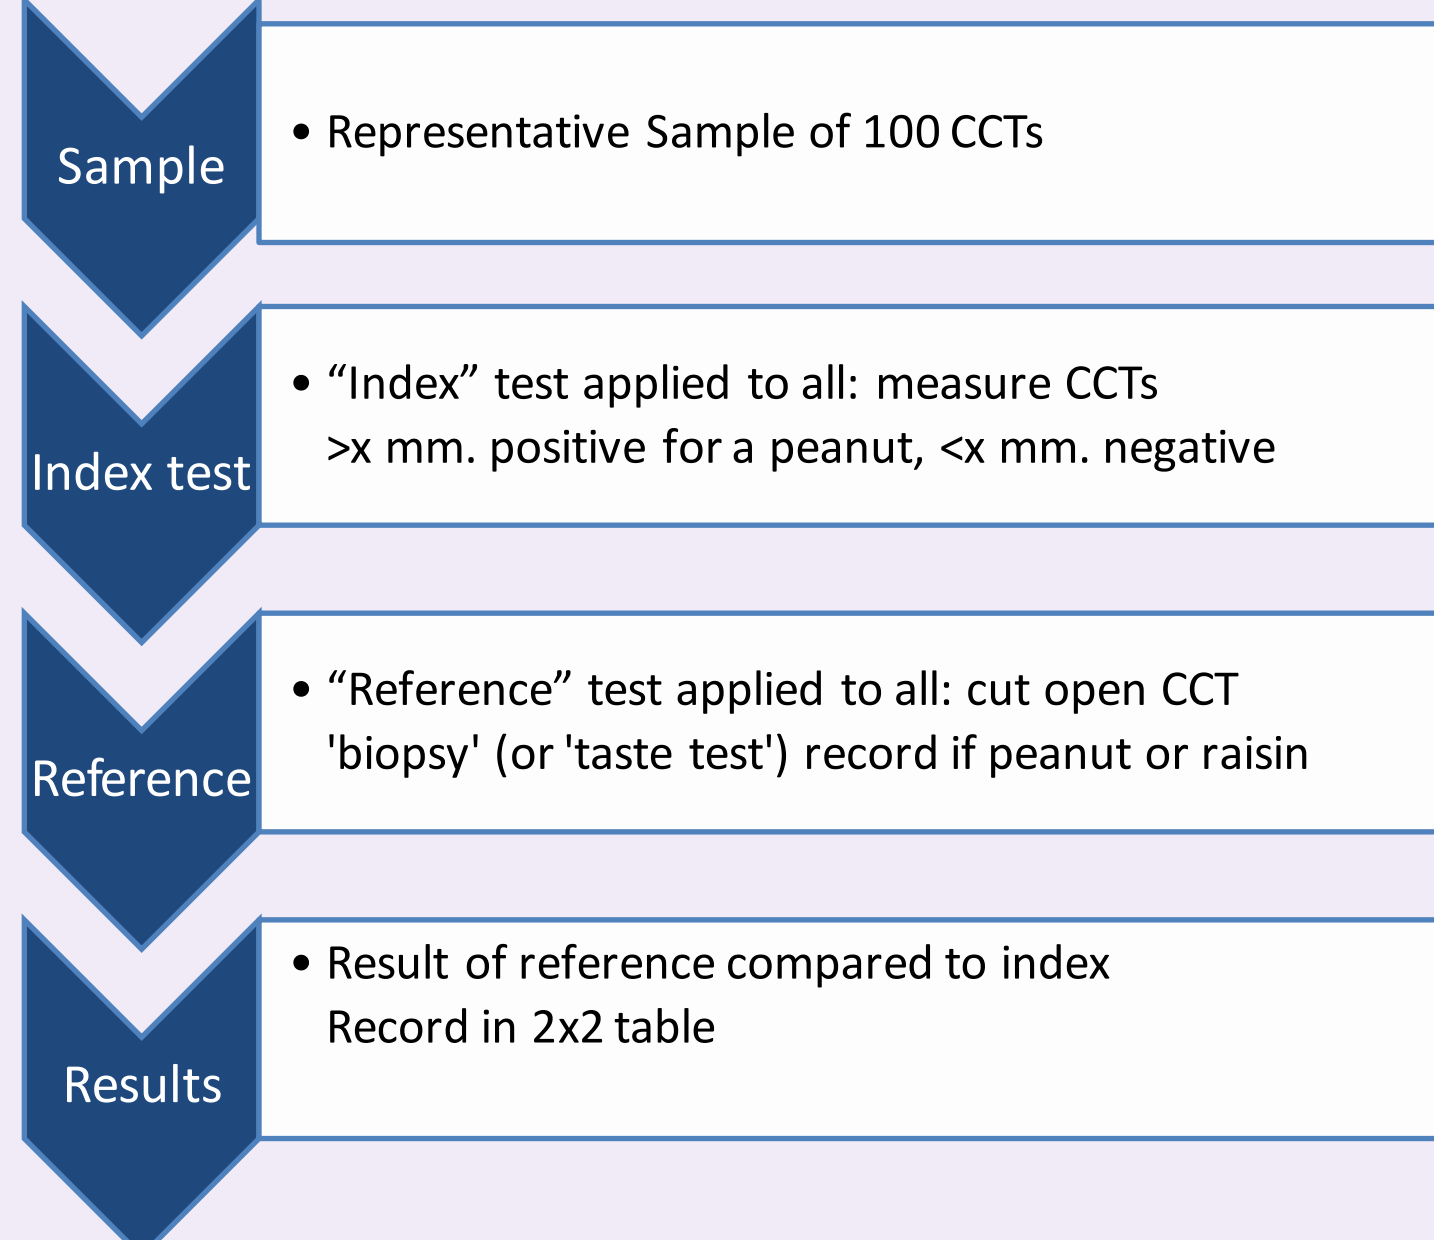 Sample
• Representative Sample of 100 CCTs
Index test
• “Index” test applied to all: measure CCTs
>x mm. positive for a peanut, <x mm. negative
Reference
• “Reference” test applied to all: cut open CCT
'biopsy' (or 'taste test') record if peanut or raisin
Results
• Result of reference compared to index
Record in 2x2 table